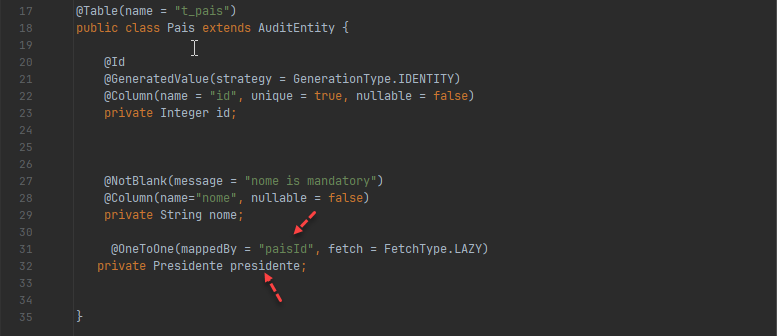 17 @Table(name = "t_pais")
18 public class Pais extends AuditEntity {
19
20 @Id
21 @GeneratedValue(strategy = GenerationType.IDENTITY)
22 @Column(name = "id", unique = true, nullable = false)
23 private Integer id;
24
25
26
27 @NotBlank(message = "nome is mandatory")
28 @Column(name="nome", nullable = false)
29 private String nome;
30
31 @OneToOne(mappedBy = "paisId", fetch = FetchType.LAZY)
32 private Presidente presidente;
33
34
35 }